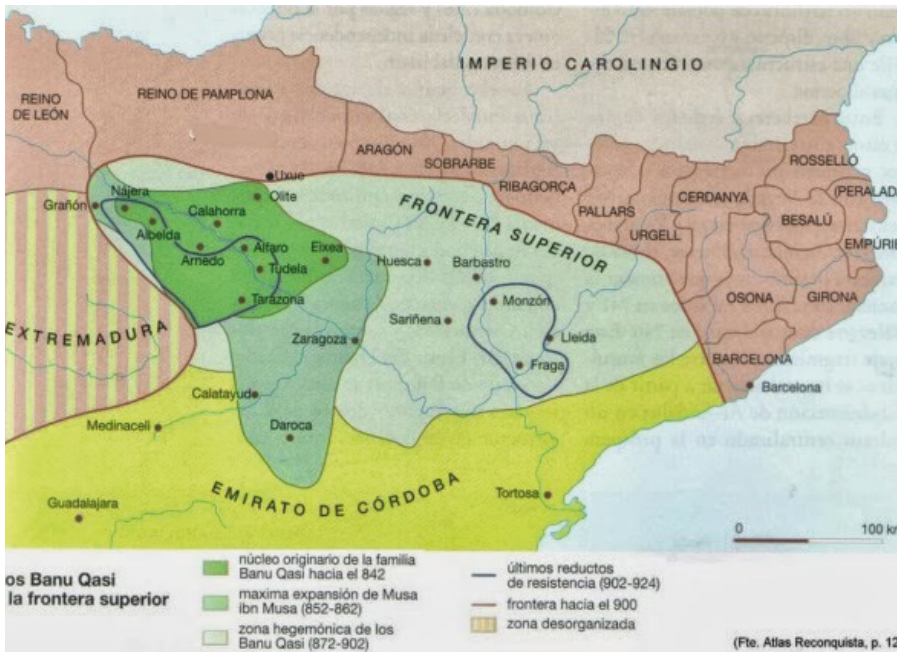 IMPERIO CAROLINGIO
REINO
DE LEÓN
REINO DE PAMPLONA
ARAGÓN
SOBRARBE
RIBAGORÇA
PALLARS
URGELL
CERDANYA
ROSSELLÓ
(PERALADA
BESALÚ
EMPÚRIE
OSONA
GIRONA
BARCELONA
Barcelona
Uxue
Olite
Nájera
Grañón
Albelda
Calahorra
Arnedo
Alfaro
Eixea
Tudela
Tarazona
FRONTERA SUPERIOR
Huesca
Barbastro
Monzón
Sariñena
Lleida
Fraga
Zaragoza
EXTREMADURA
Calatayud
Medinaceli
Daroca
EMIRATO DE CÓRDOBA
Guadalajara
Tortosa
0 100 km
os Banu Qasi
la frontera superior
núcleo originario de la familia
Banu Qasi hacia el 842
maxima expansión de Musa
ibn Musa (852-862)
zona hegemónica de los
Banu Qasi (872-902)
últimos reductos
de resistencia (902-924)
frontera hacia el 900
zona desorganizada
(Fte. Atlas Reconquista, p. 12